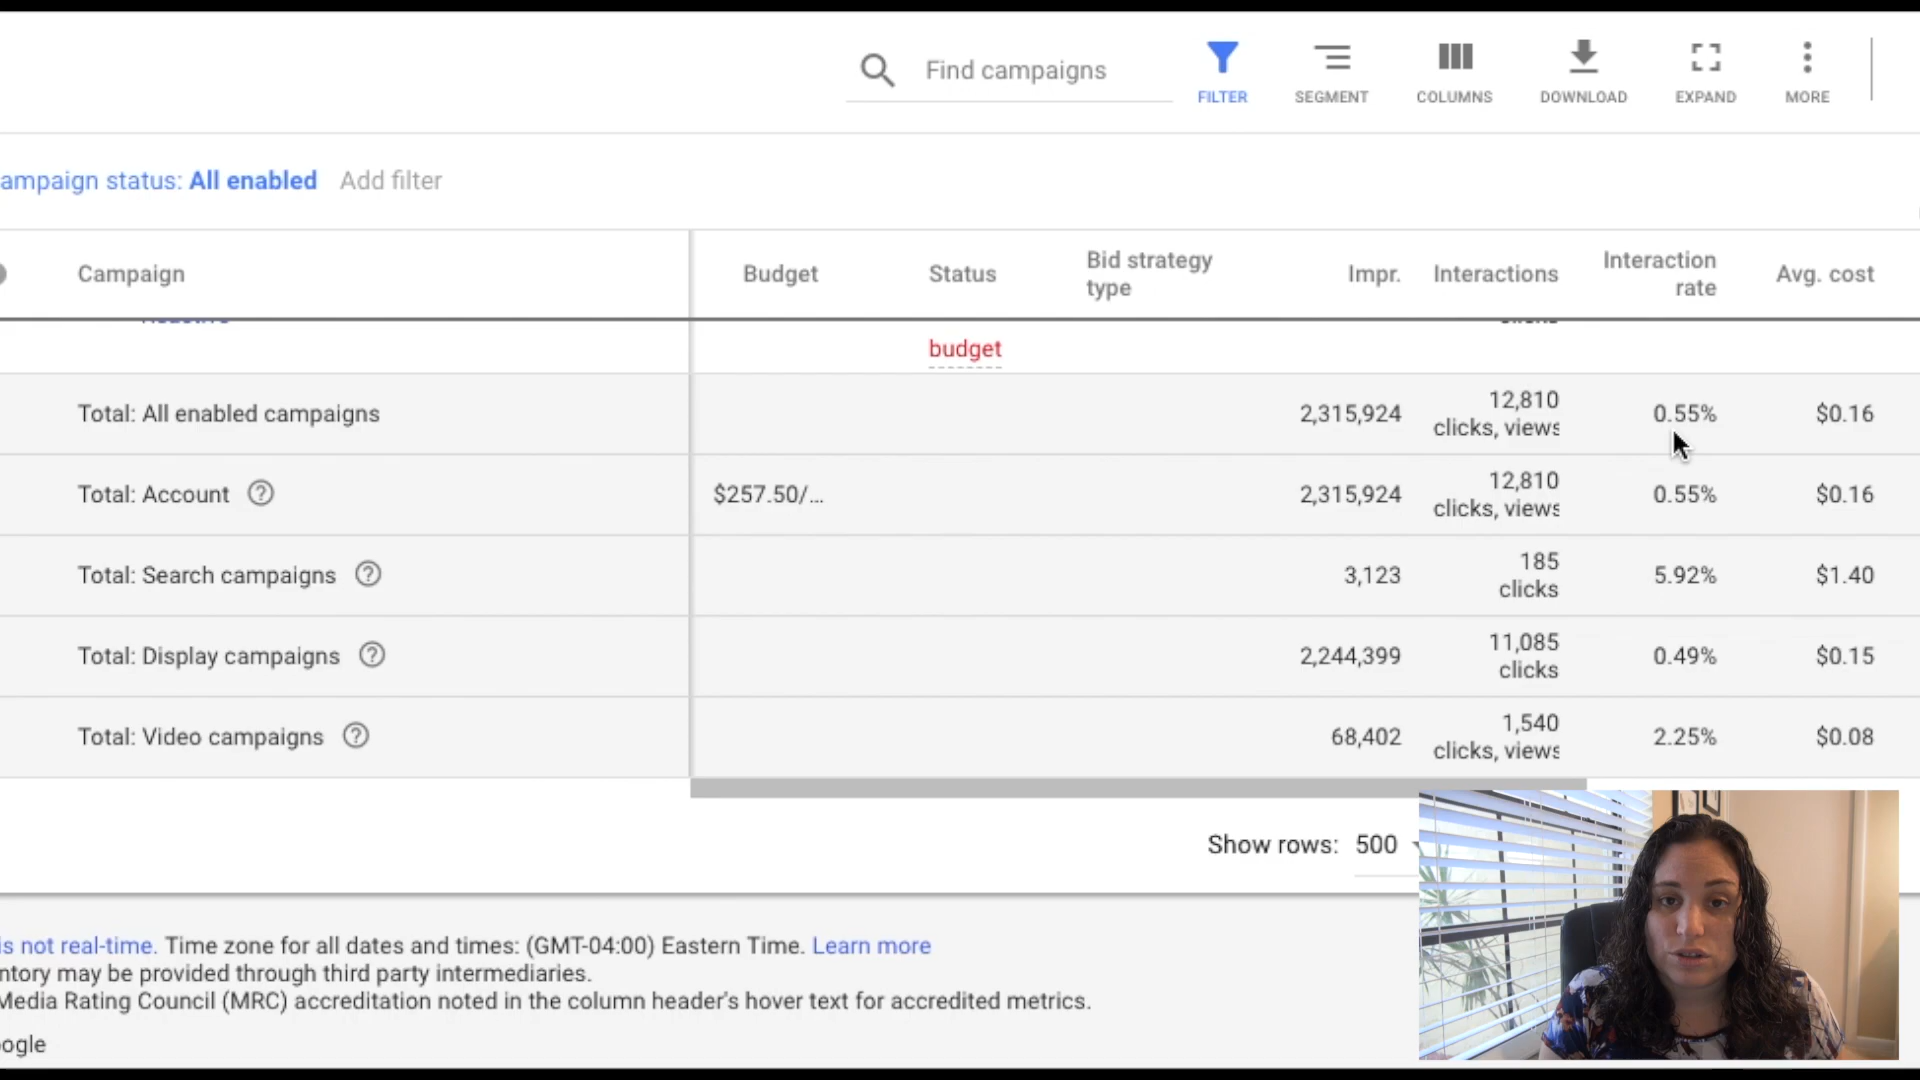 Find campaigns
FILTER
SEGMENT
COLUMNS
DOWNLOAD
EXPAND
MORE
ampaign status: All enabled Add filter
Campaign
Budget
Status
Bid strategy
type
Impr.
Interactions
Interaction
rate
Avg. cost
budget
Total: All enabled campaigns
2,315,924
12,810
clicks, views
0.55%
$0.16
Total: Account
$257.50/...
2,315,924
12,810
clicks, views
0.55%
$0.16
Total: Search campaigns
3,123
185
clicks
5.92%
$1.40
Total: Display campaigns
2,244,399
11,085
clicks
0.49%
$0.15
Total: Video campaigns
68,402
1,540
clicks, views
2.25%
$0.08
Show rows: 500
is not real-time. Time zone for all dates and times: (GMT-04:00) Eastern Time. Learn more
ntory may be provided through third party intermediaries.
Media Rating Council (MRC) accreditation noted in the column header's hover text for accredited metrics.
ogle